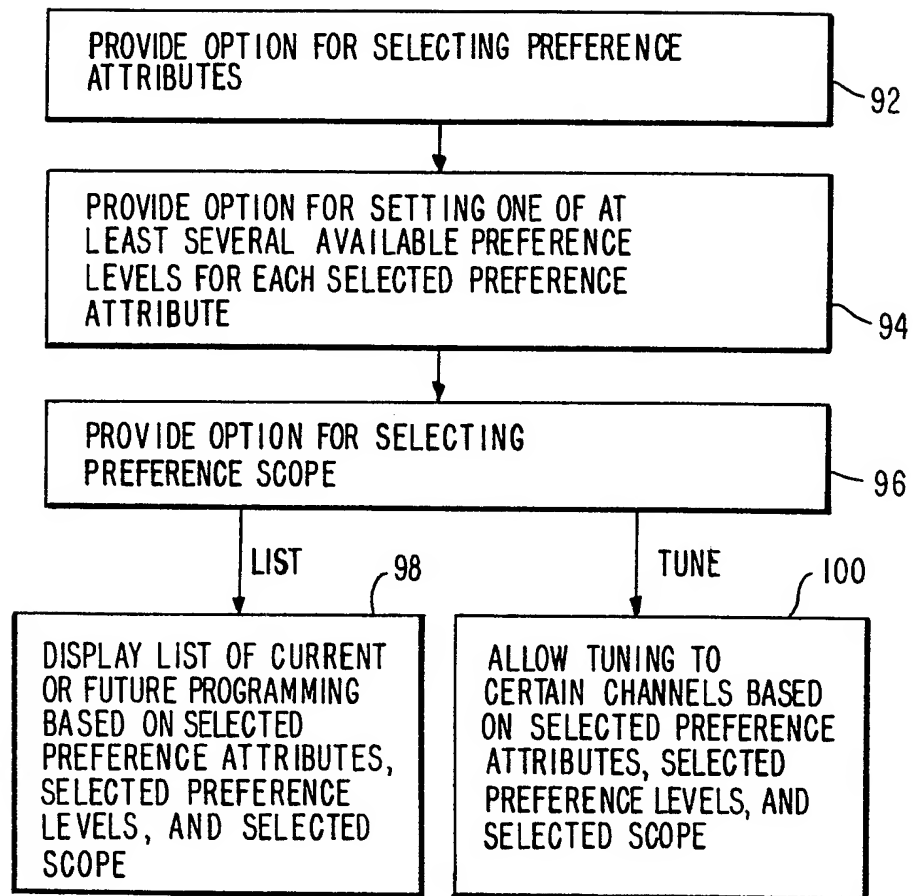 PROVIDE OPTION FOR SELECTING PREFERENCE
ATTRIBUTES
92
PROVIDE OPTION FOR SETTING ONE OF AT
LEAST SEVERAL AVAILABLE PREFERENCE
LEVELS FOR EACH SELECTED PREFERENCE
ATTRIBUTE
94
PROVIDE OPTION FOR SELECTING
PREFERENCE SCOPE
96
LIST
98
TUNE
100
DISPLAY LIST OF CURRENT
OR FUTURE PROGRAMMING
BASED ON SELECTED
PREFERENCE ATTRIBUTES,
SELECTED PREFERENCE
LEVELS, AND SELECTED
SCOPE
ALLOW TUNING TO
CERTAIN CHANNELS BASED
ON SELECTED PREFERENCE
ATTRIBUTES, SELECTED
PREFERENCE LEVELS, AND
SELECTED SCOPE